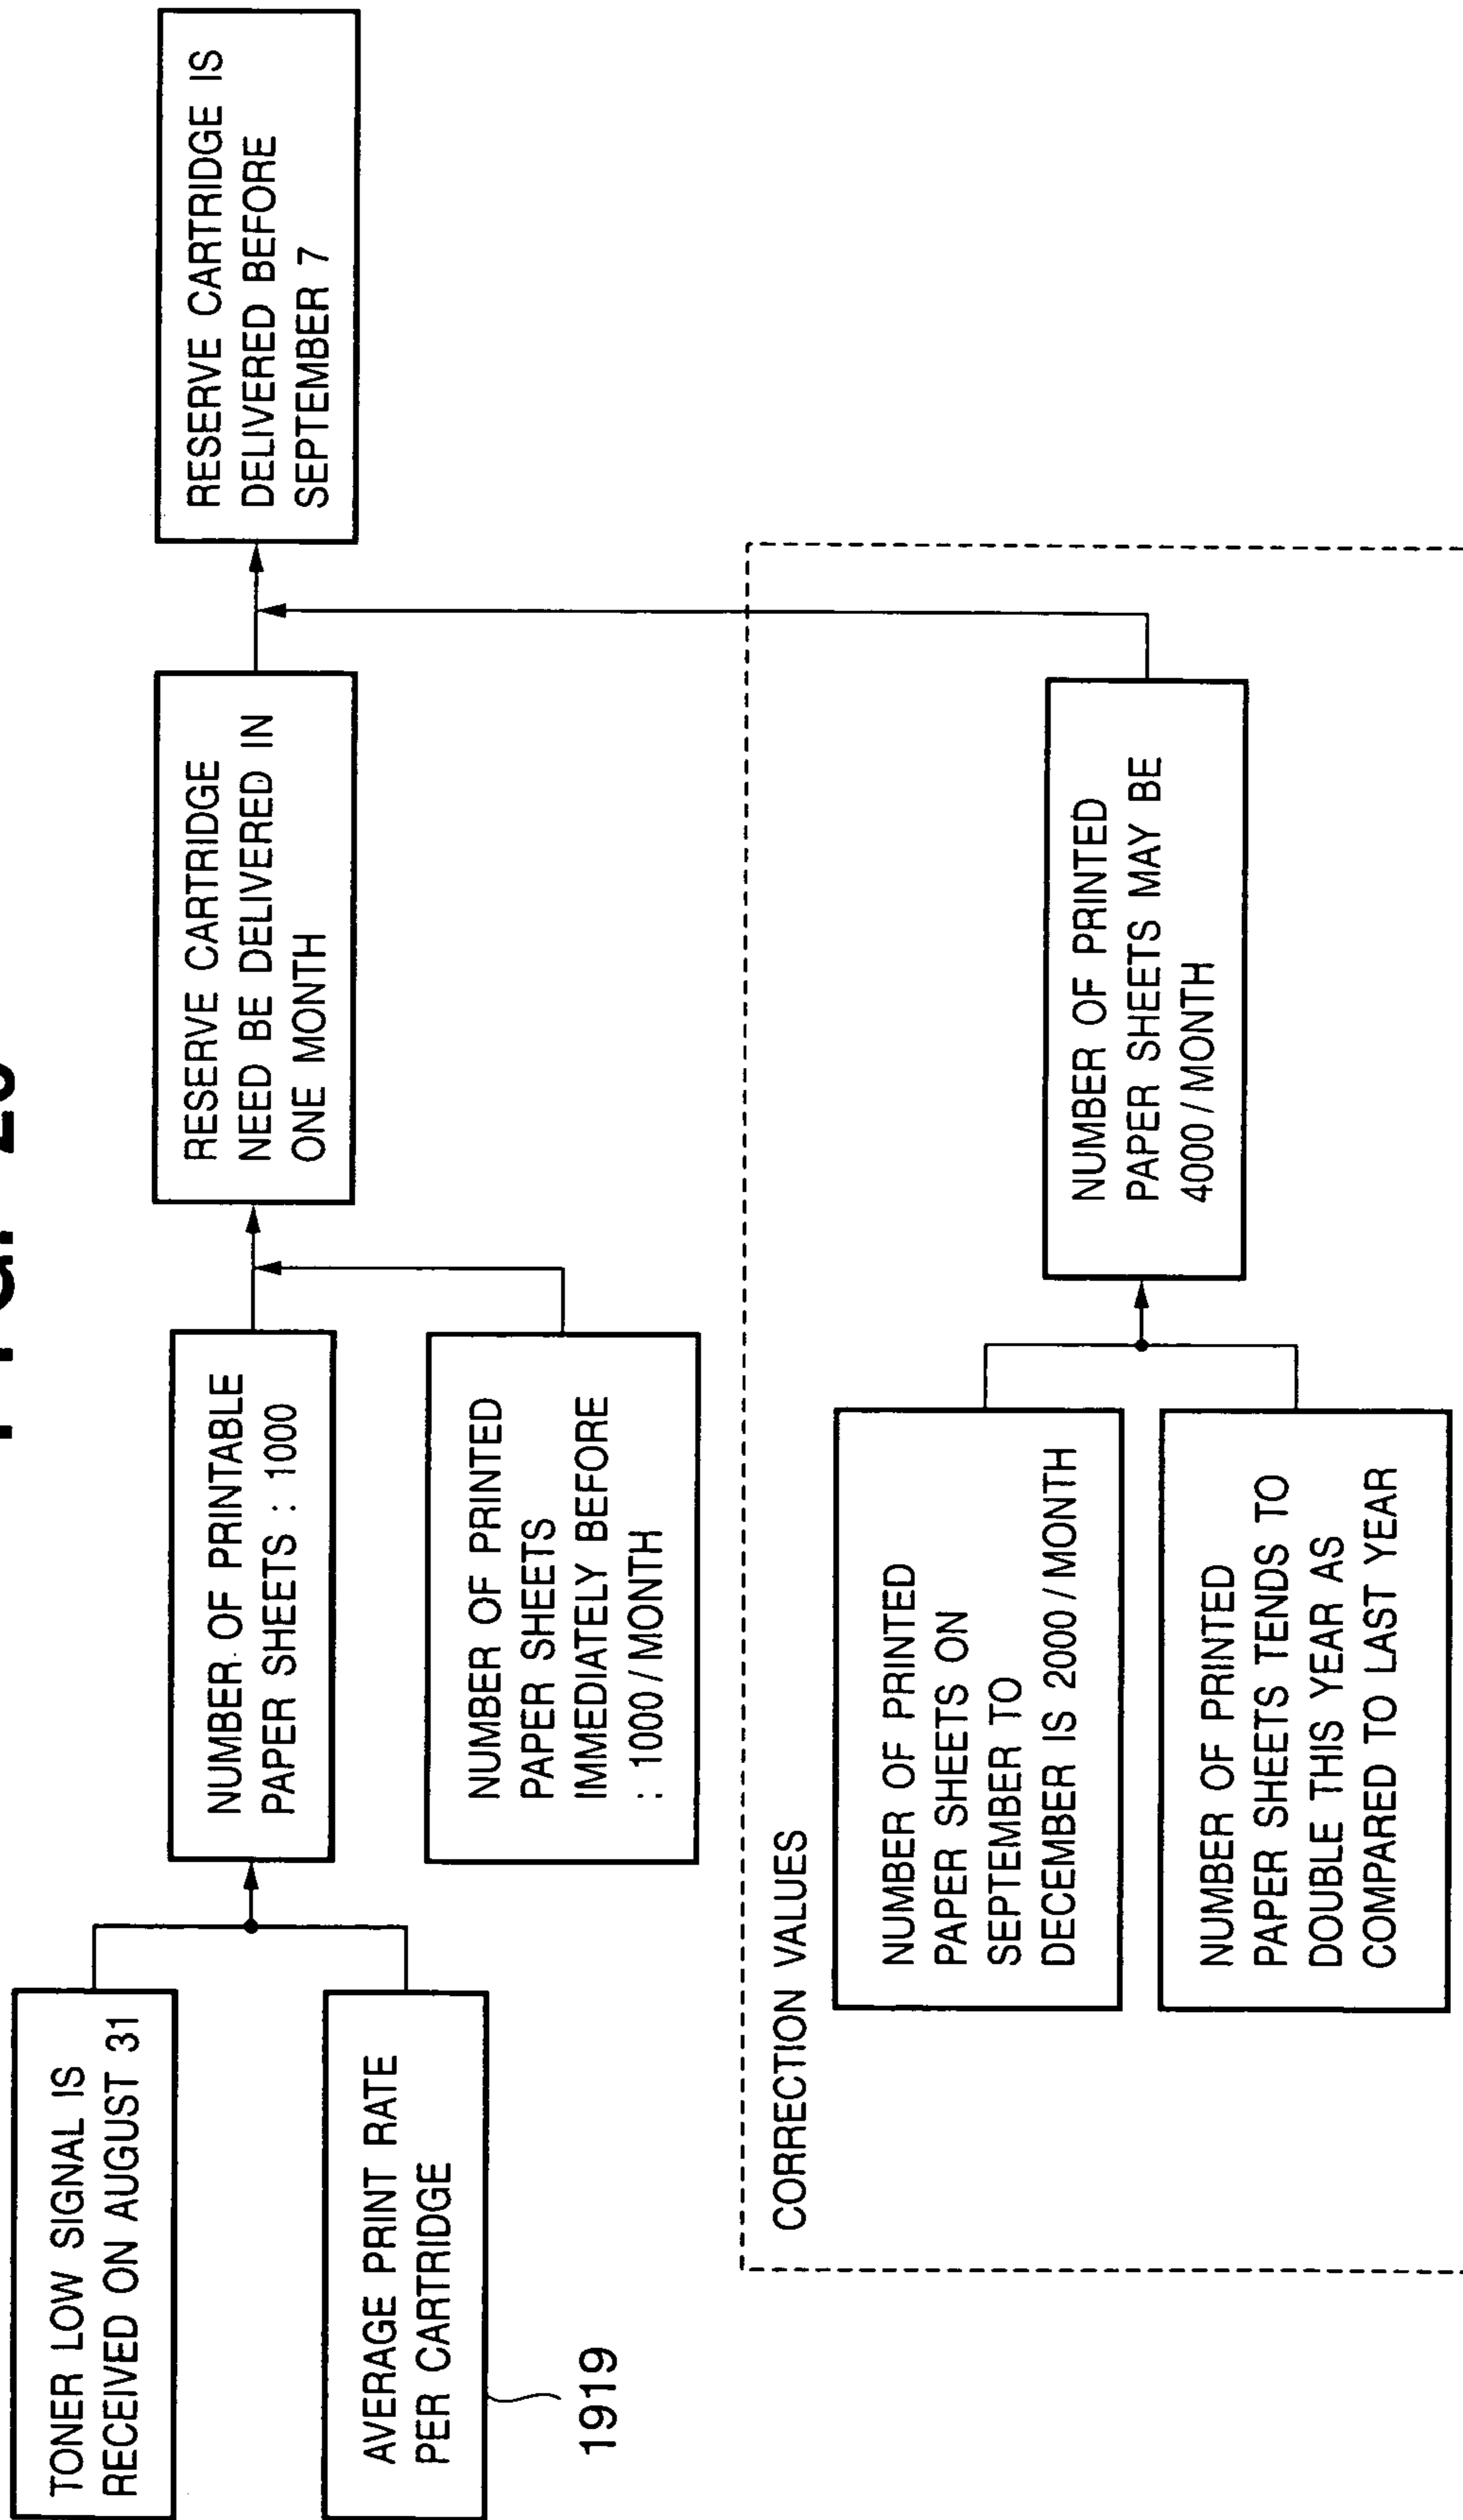 TONER LOW SIGNAL IS
RECEIVED ON AUGUST 31
AVERAGE PRINT RATE
PER CARTRIDGE
1919
NUMBER OF PRINTABLE
PAPER SHEETS : 1000
NUMBER OF PRINTED
PAPER SHEETS
IMMEDIATELY BEFORE
: 1000 / MONTH
RESERVE CARTRIDGE
NEED BE DELIVERED IN
ONE MONTH
RESERVE CARTRIDGE IS
DELIVERED BEFORE
SEPTEMBER 7
CORRECTION VALUES
NUMBER OF PRINTED
PAPER SHEETS ON
SEPTEMBER TO
DECEMBER IS 2000 / MONTH
NUMBER OF PRINTED
PAPER SHEETS TENDS TO
DOUBLE THIS YEAR AS
COMPARED TO LAST YEAR
NUMBER OF PRINTED
PAPER SHEETS MAY BE
4000 / MONTH